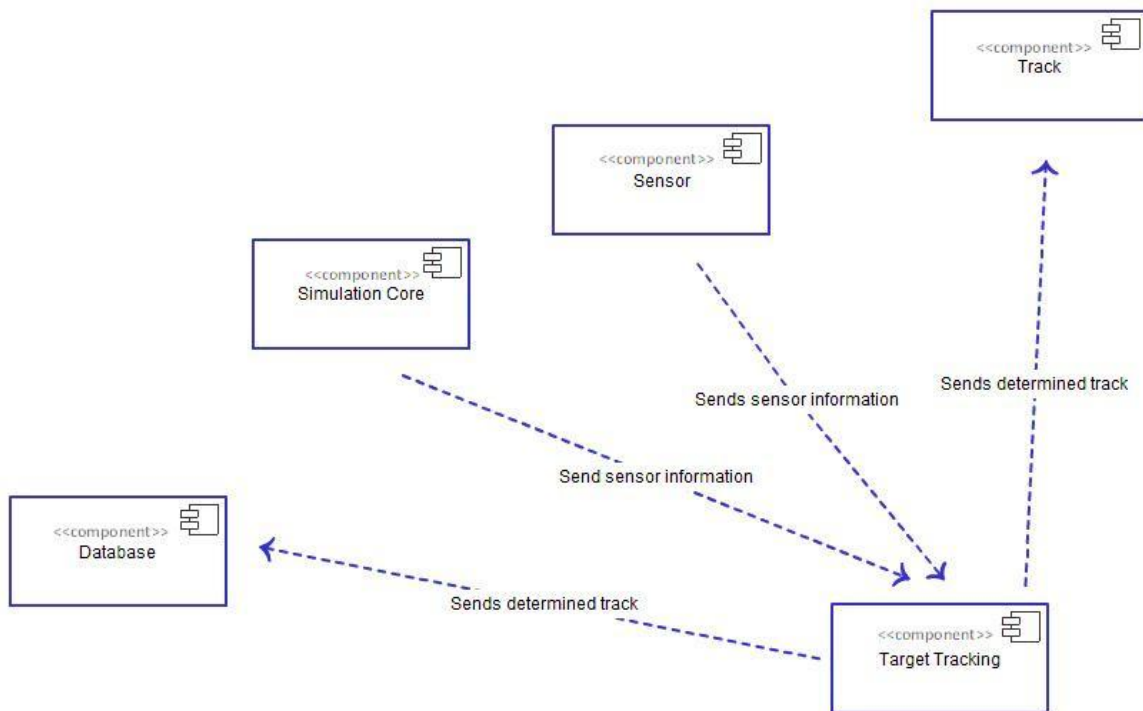 <<component>>
Track
<<component>>
Sensor
<<component>>
Simulation Core
Sends determined track
Sends sensor information
Send sensor information
<<component>>
Database
Sends determined track
<<component>>
Target Tracking